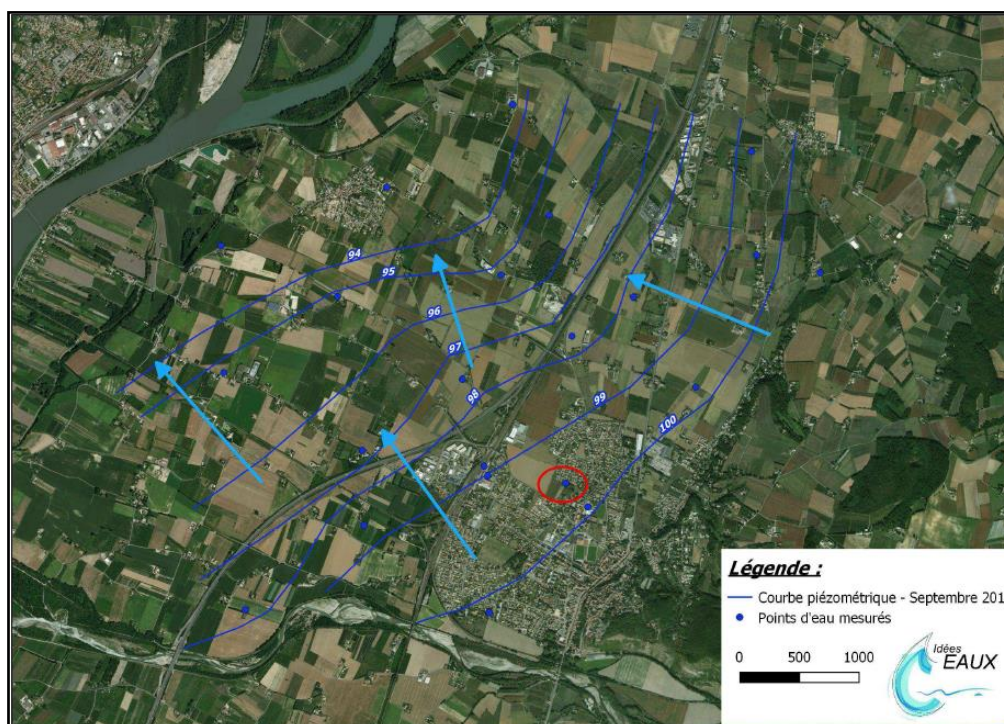 94
95
96
97
98
99
100
Légende :
Courbe piézométrique - Septembre 201
Points d'eau mesurés
0 500 1000
Idées
EAUX